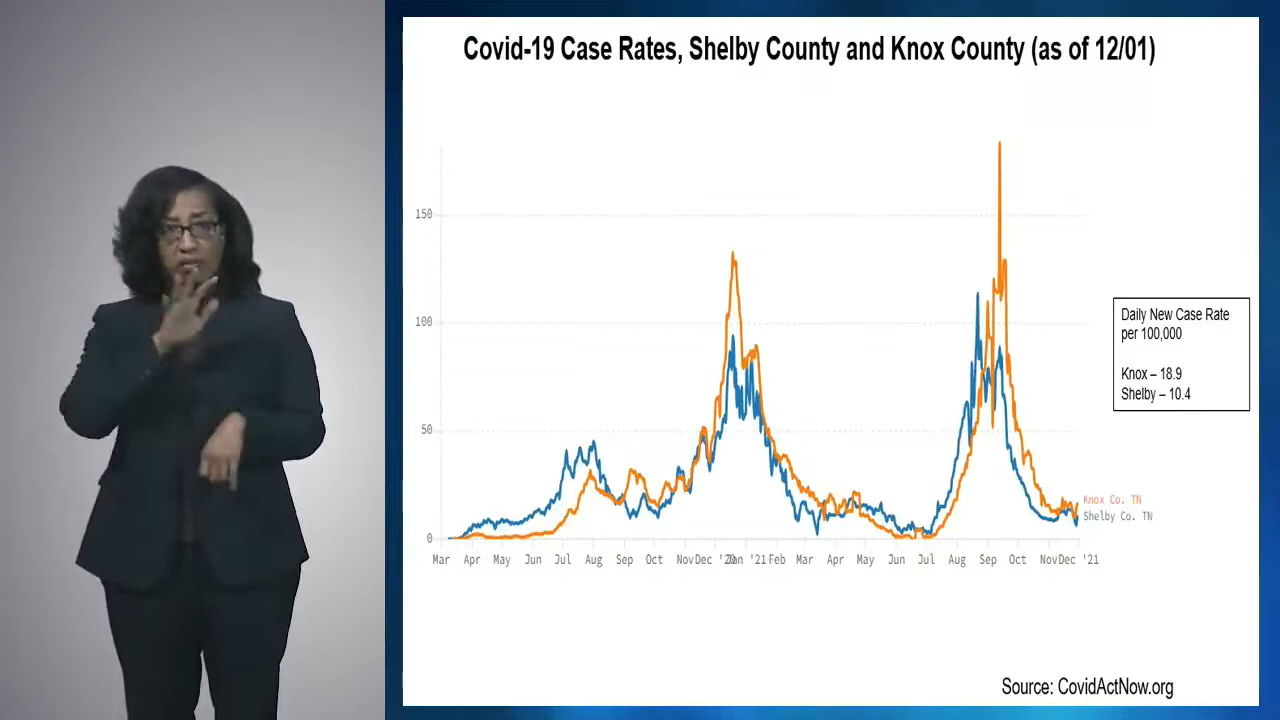 Covid-19 Case Rates, Shelby County and Knox County (as of 12/01)
150
100
50
0
Daily New Case Rate
per 100,000
Knox – 18.9
Shelby – 10.4
Knox Co. TN
Shelby Co. TN
Mar Apr May Jun Jul Aug Sep Oct Nov Dec '20 Jan '21 Feb Mar Apr May Jun Jul Aug Sep Oct Nov Dec '21
Source: CovidActNow.org